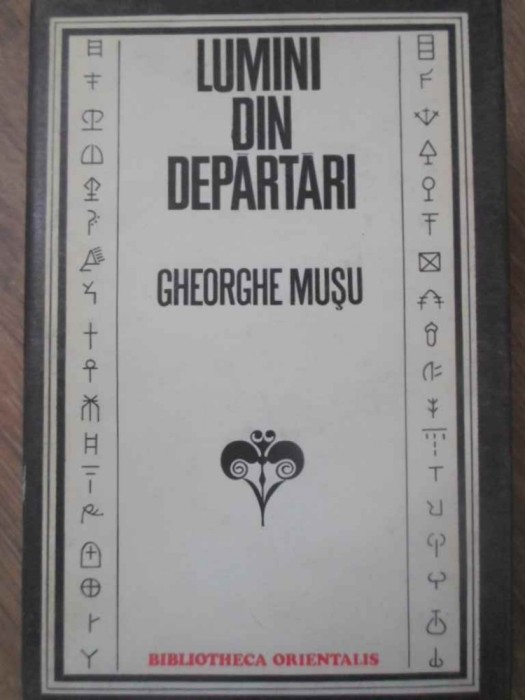 LUMINI
DIN
DEPĂRTĂRI
GHEORGHE MUȘU
BIBLIOTHECA ORIENTALIS